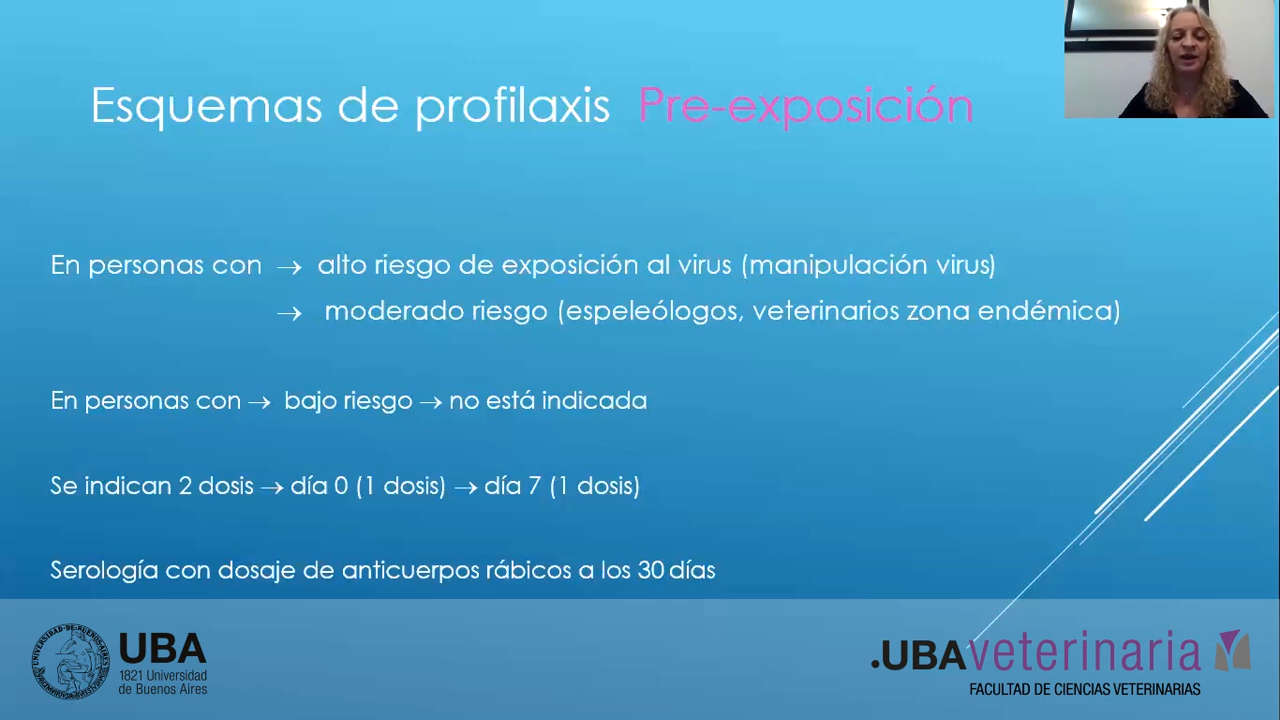 Esquemas de profilaxis Pre-exposición
En personas con → alto riesgo de exposición al virus (manipulación virus)
→ moderado riesgo (espeleólogos, veterinarios zona endémica)
En personas con → bajo riesgo → no está indicada
Se indican 2 dosis → día 0 (1 dosis) → día 7 (1 dosis)
Serología con dosaje de anticuerpos rábicos a los 30 días
UBA
1821 Universidad
de Buenos Aires
.UBAveterinaria
FACULTAD DE CIENCIAS VETERINARIAS